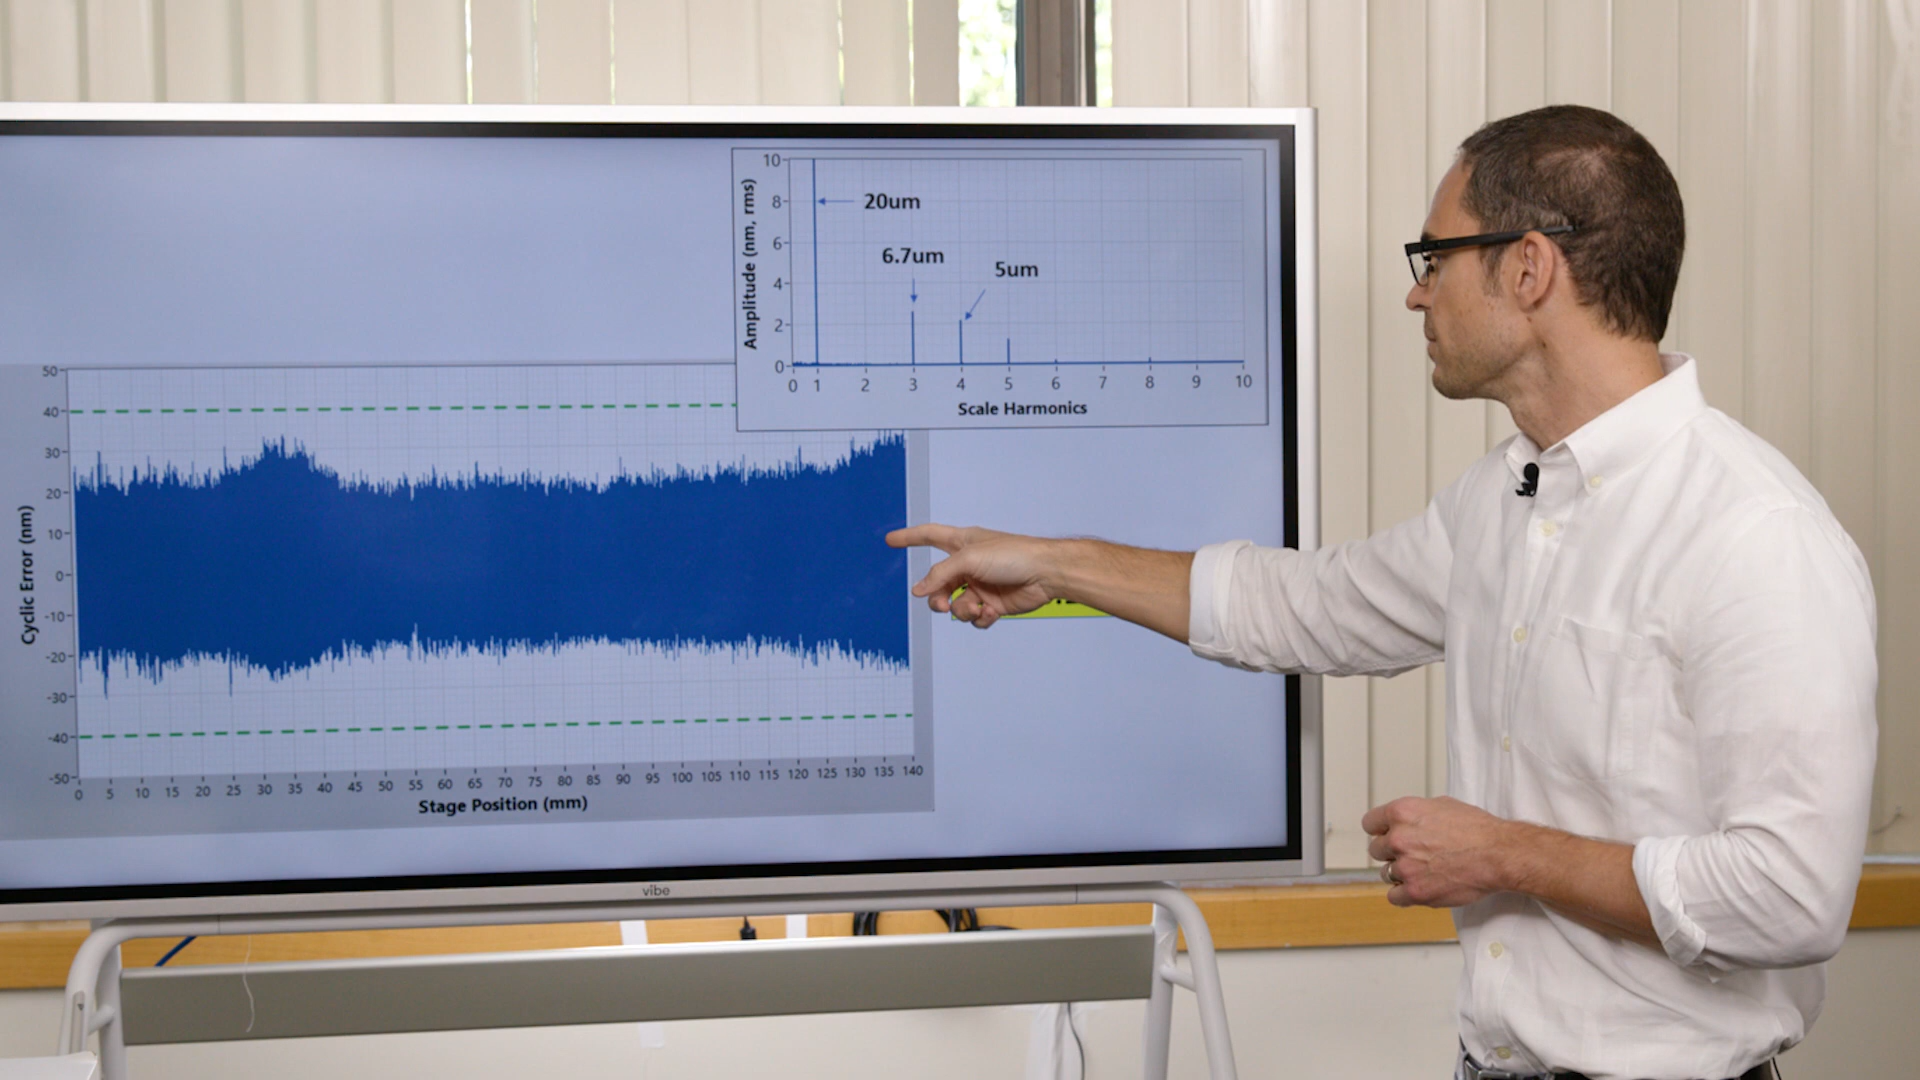 10
8
6
4
2
0
Amplitude (nm, rms)
20um
6.7um
5um
0 1 2 3 4 5 6 7 8 9 10
Scale Harmonics
50
40
30
20
10
0
-10
-20
-30
-40
-50
Cyclic Error (nm)
0 5 10 15 20 25 30 35 40 45 50 55 60 65 70 75 80 85 90 95 100 105 110 115 120 125 130 135 140
Stage Position (mm)
vibe